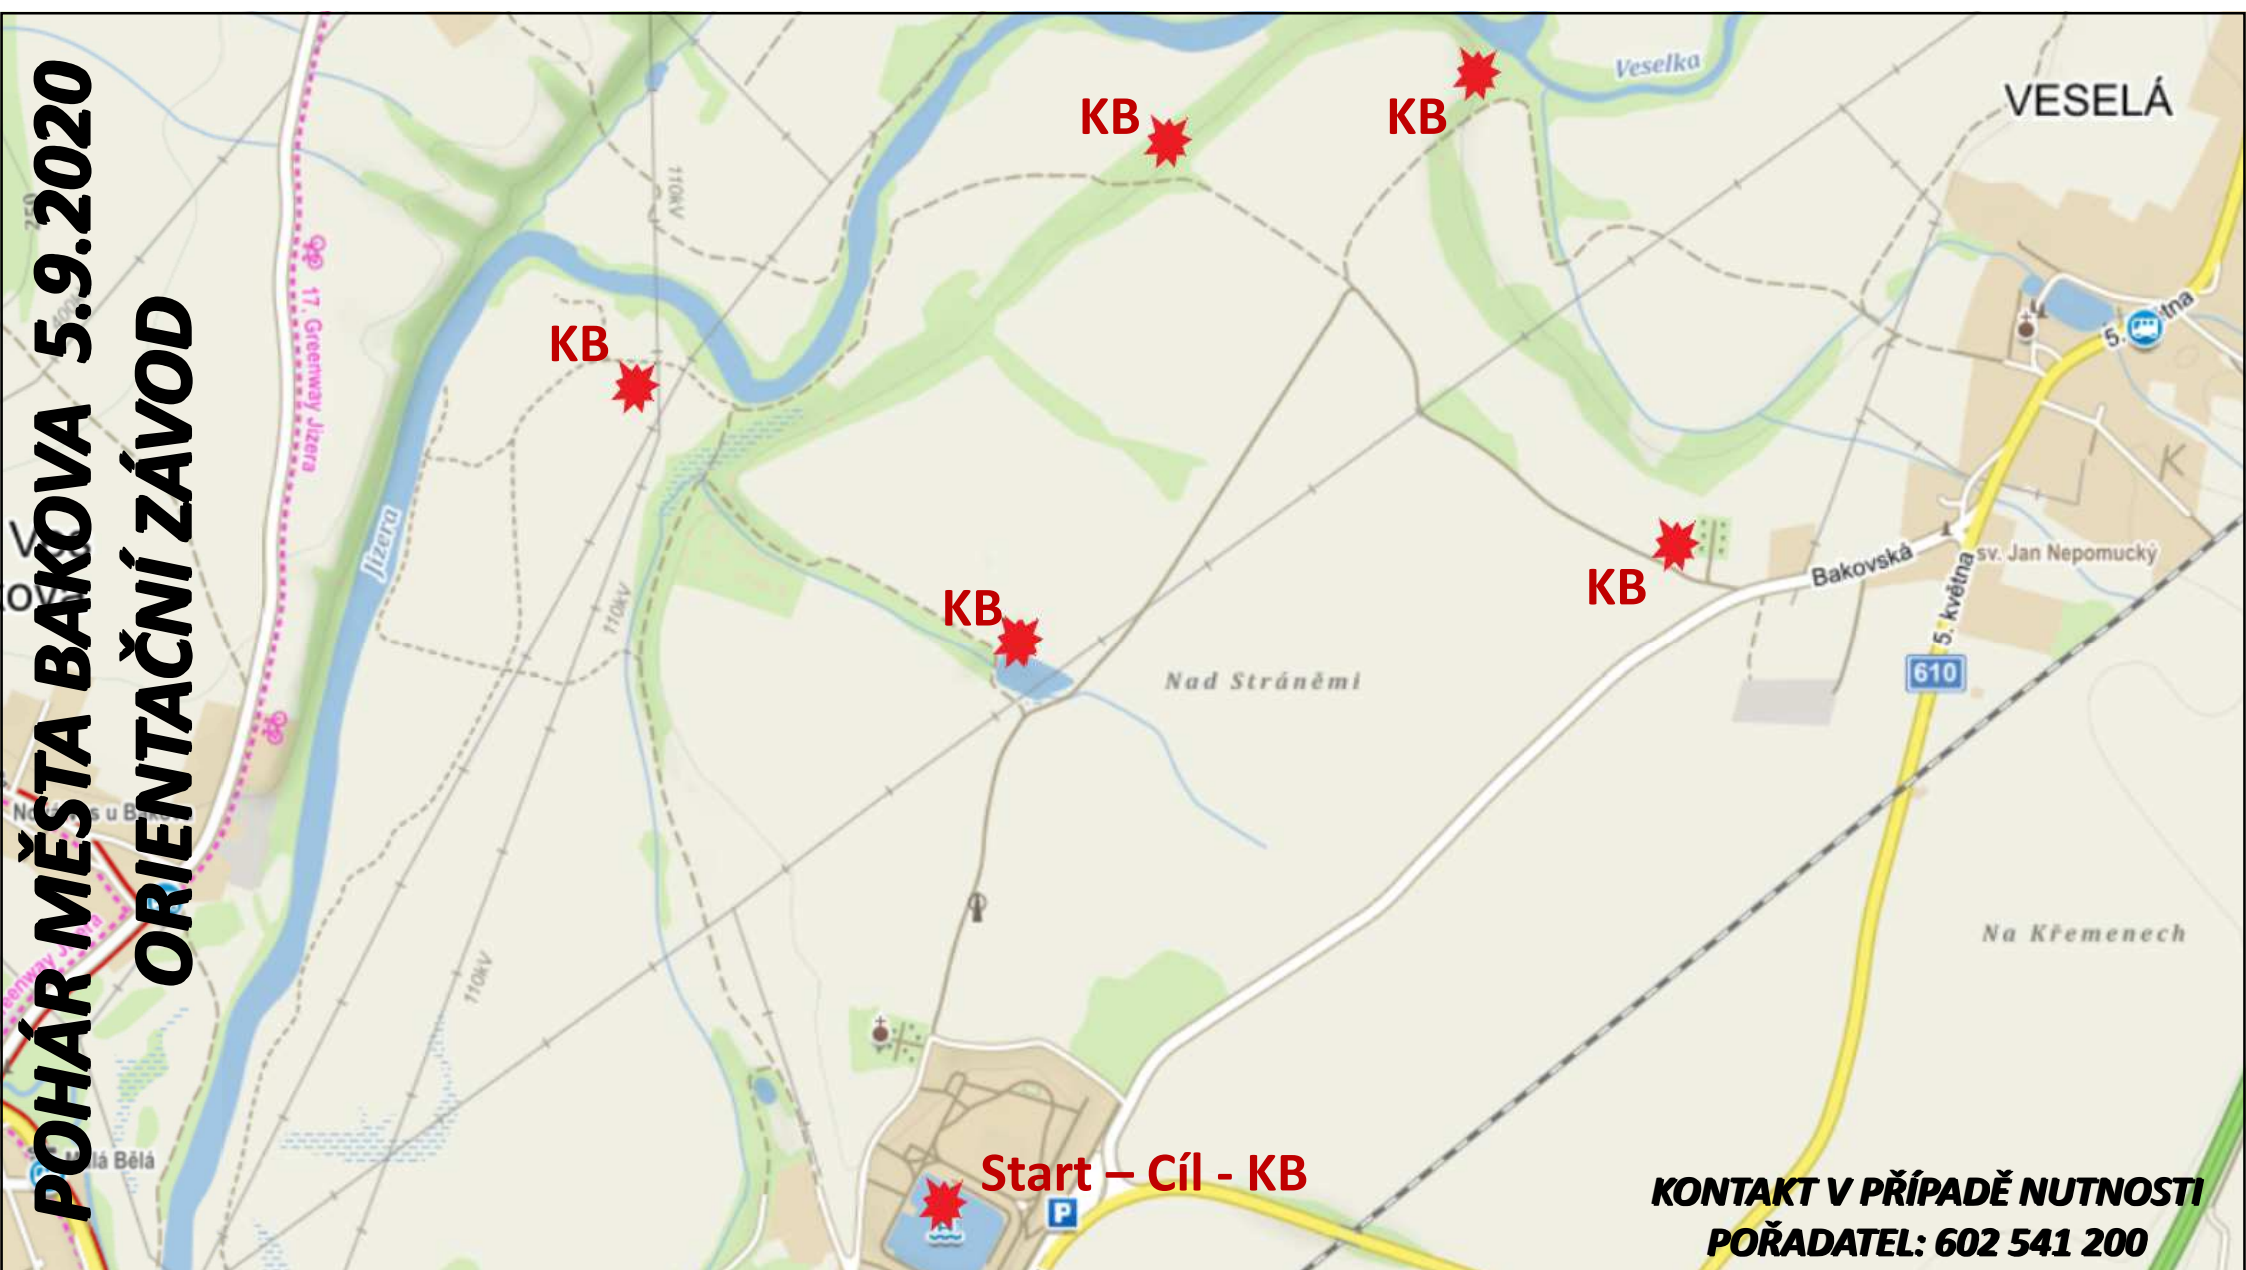 POHÁR MĚSTA BAKOVA 5.9.2020
ORIENTAČNÍ ZÁVOD
KB
KB
Veselka
VESELÁ
110kV
17. Greenway Jizera
KB
5.
tna
K
Jizera
sv. Jan Nepomucký
Bakovská
KB
KB
110kV
5. května
610
Nad Stráněmi
Na Křemenech
110kV
Start – Cíl - KB
P
KONTAKT V PŘÍPADĚ NUTNOSTI
POŘADATEL: 602 541 200